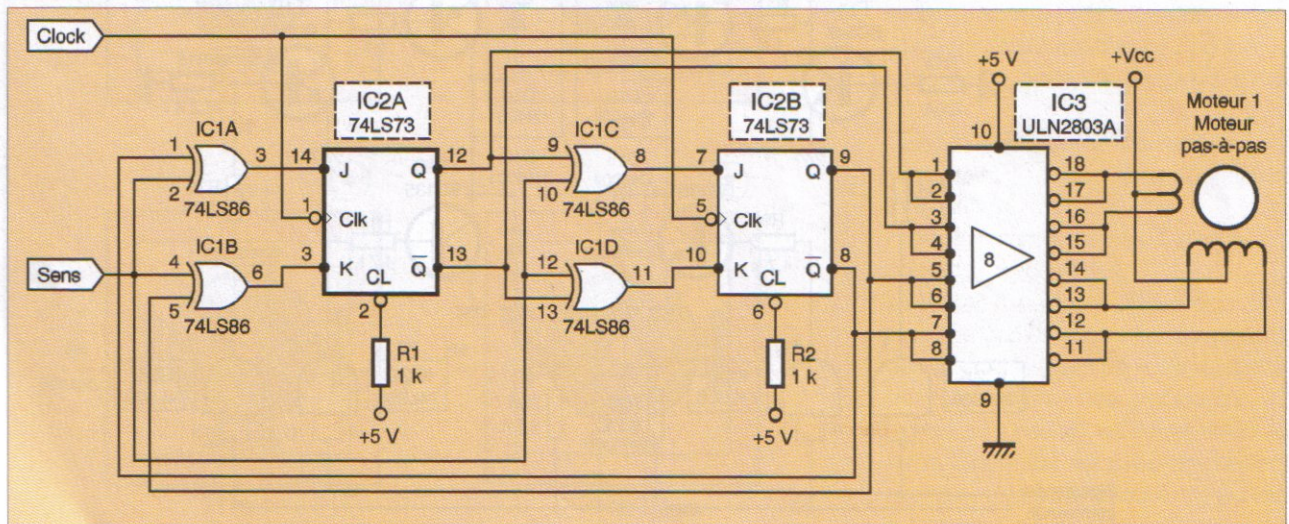 Clock
Sens
IC1A
1
2
3
74LS86
IC1B
4
5
6
74LS86
IC2A
74LS73
14
J
Q
12
1
Clk
3
K
CL
Q
13
2
R1
1 k
+5 V
IC1C
9
10
8
74LS86
IC1D
12
13
11
74LS86
IC2B
74LS73
7
J
Q
9
5
Clk
10
K
CL
Q
8
6
R2
1 k
+5 V
+5 V
+Vcc
IC3
ULN2803A
10
1
2
3
4
5
6
7
8
8
18
17
16
15
14
13
12
11
9
Moteur 1
Moteur
pas-à-pas